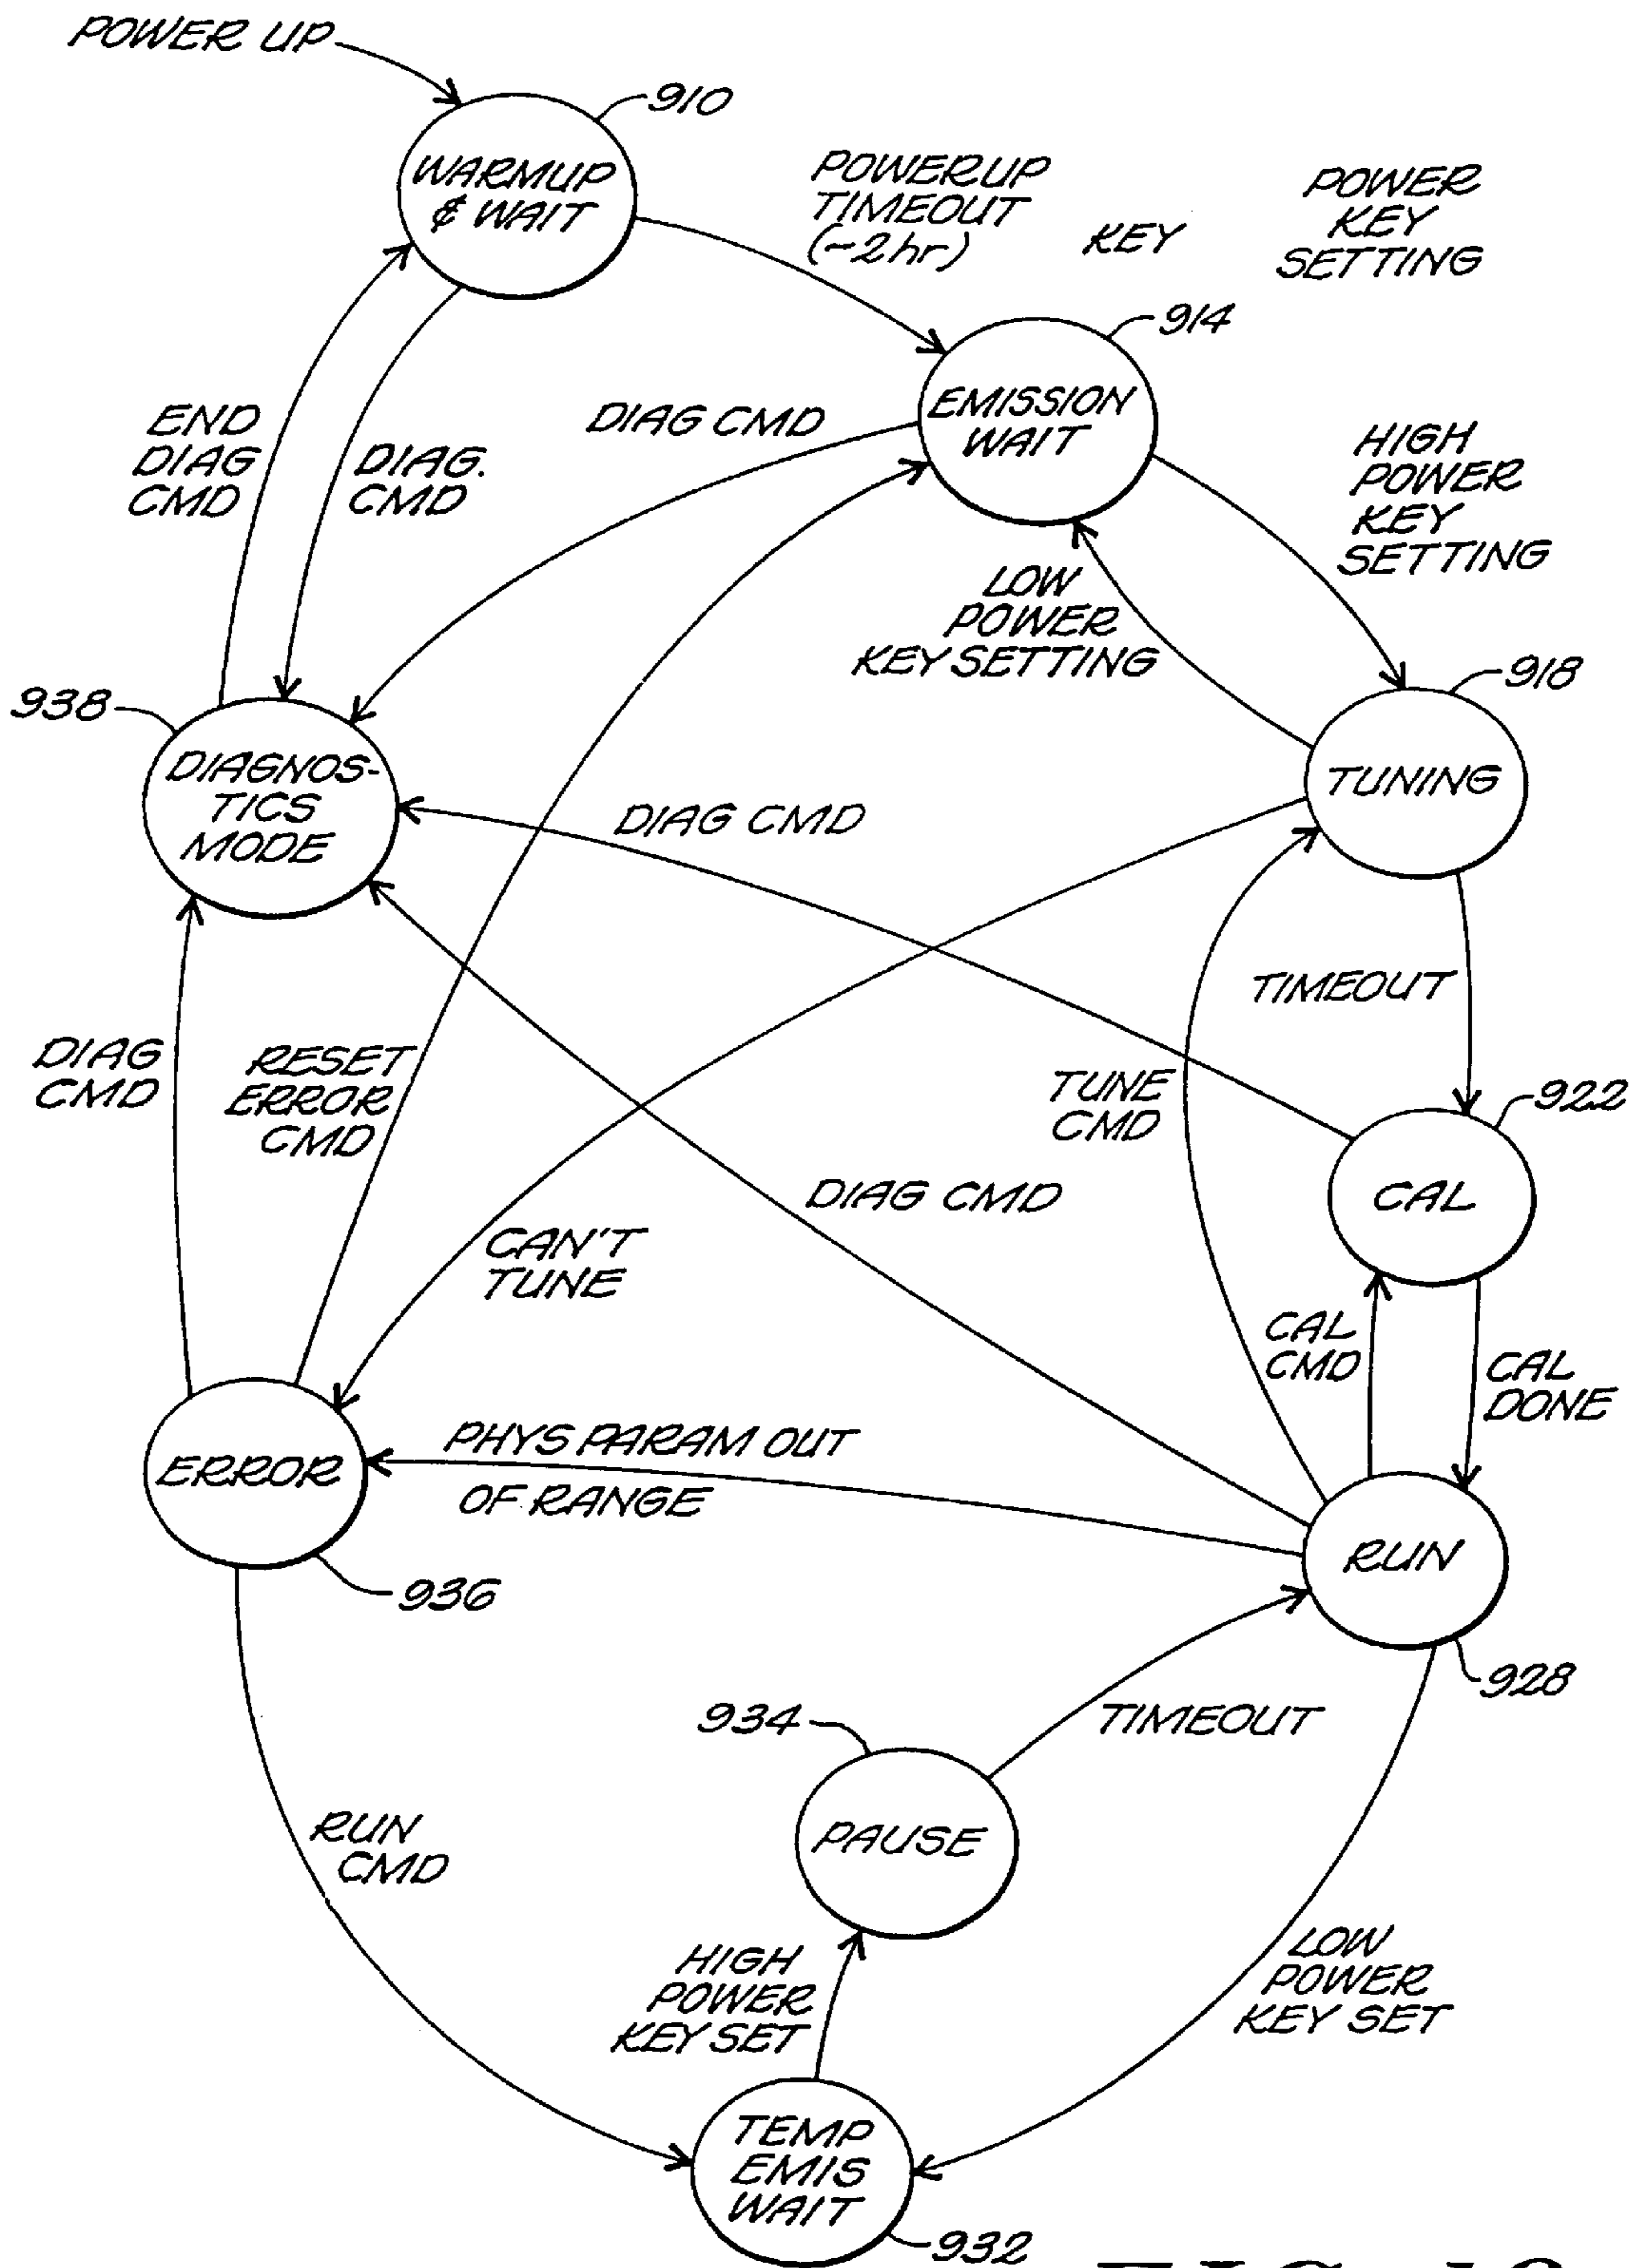 POWER UP
910
WARMUP
& WAIT
POWERUP
TIMEOUT
(-2hr)
KEY
POWER
KEY
SETTING
914
EMISSION
WAIT
END
DIAG
CMD
DIAG.
CMD
DIAG CMD
HIGH
POWER
KEY
SETTING
LOW
POWER
KEY SETTING
918
TUNING
938
DIAGNOS-
TICS
MODE
DIAG CMD
TIMEOUT
DIAG
CMD
RESET
ERROR
CMD
TUNE
CMD
922
CAL
DIAG CMD
CAN'T
TUNE
CAL
CMD
CAL
DONE
ERROR
PHYS PARAM OUT
OF RANGE
936
RUN
928
934
TIMEOUT
PAUSE
RUN
CMD
HIGH
POWER
KEY SET
LOW
POWER
KEY SET
TEMP
EMIS
WAIT
932